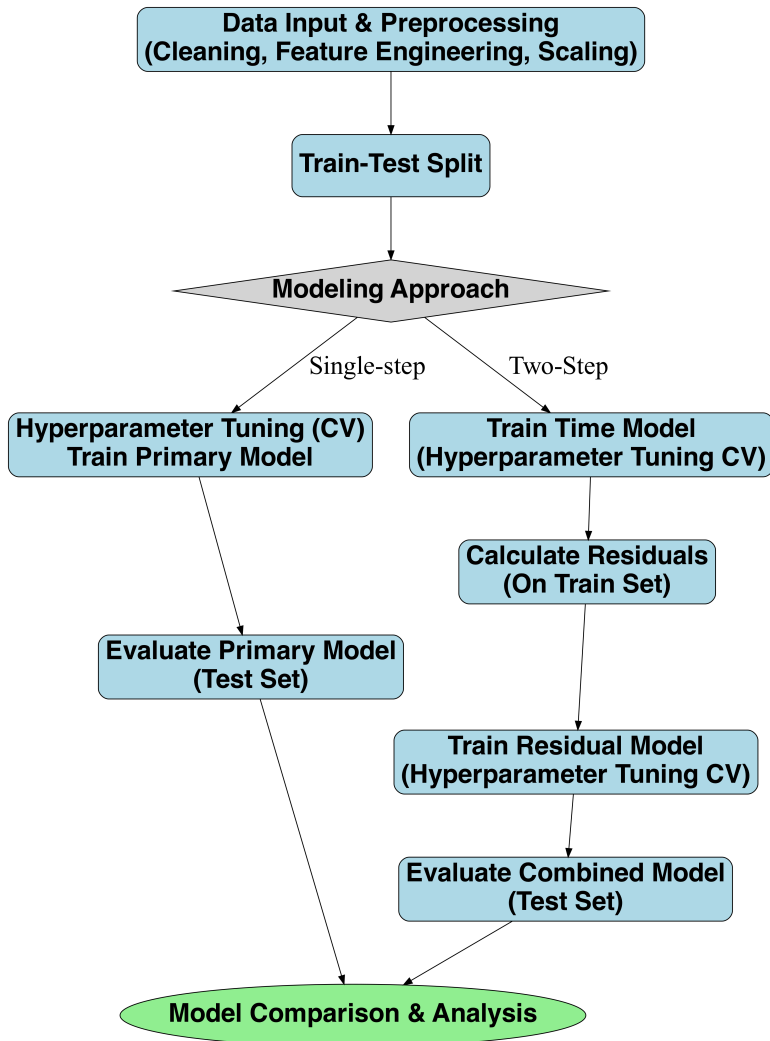 Data Input & Preprocessing
(Cleaning, Feature Engineering, Scaling)
Train-Test Split
Modeling Approach
Single-step
Two-Step
Hyperparameter Tuning (CV)
Train Primary Model
Train Time Model
(Hyperparameter Tuning CV)
Calculate Residuals
(On Train Set)
Evaluate Primary Model
(Test Set)
Train Residual Model
(Hyperparameter Tuning CV)
Evaluate Combined Model
(Test Set)
Model Comparison & Analysis